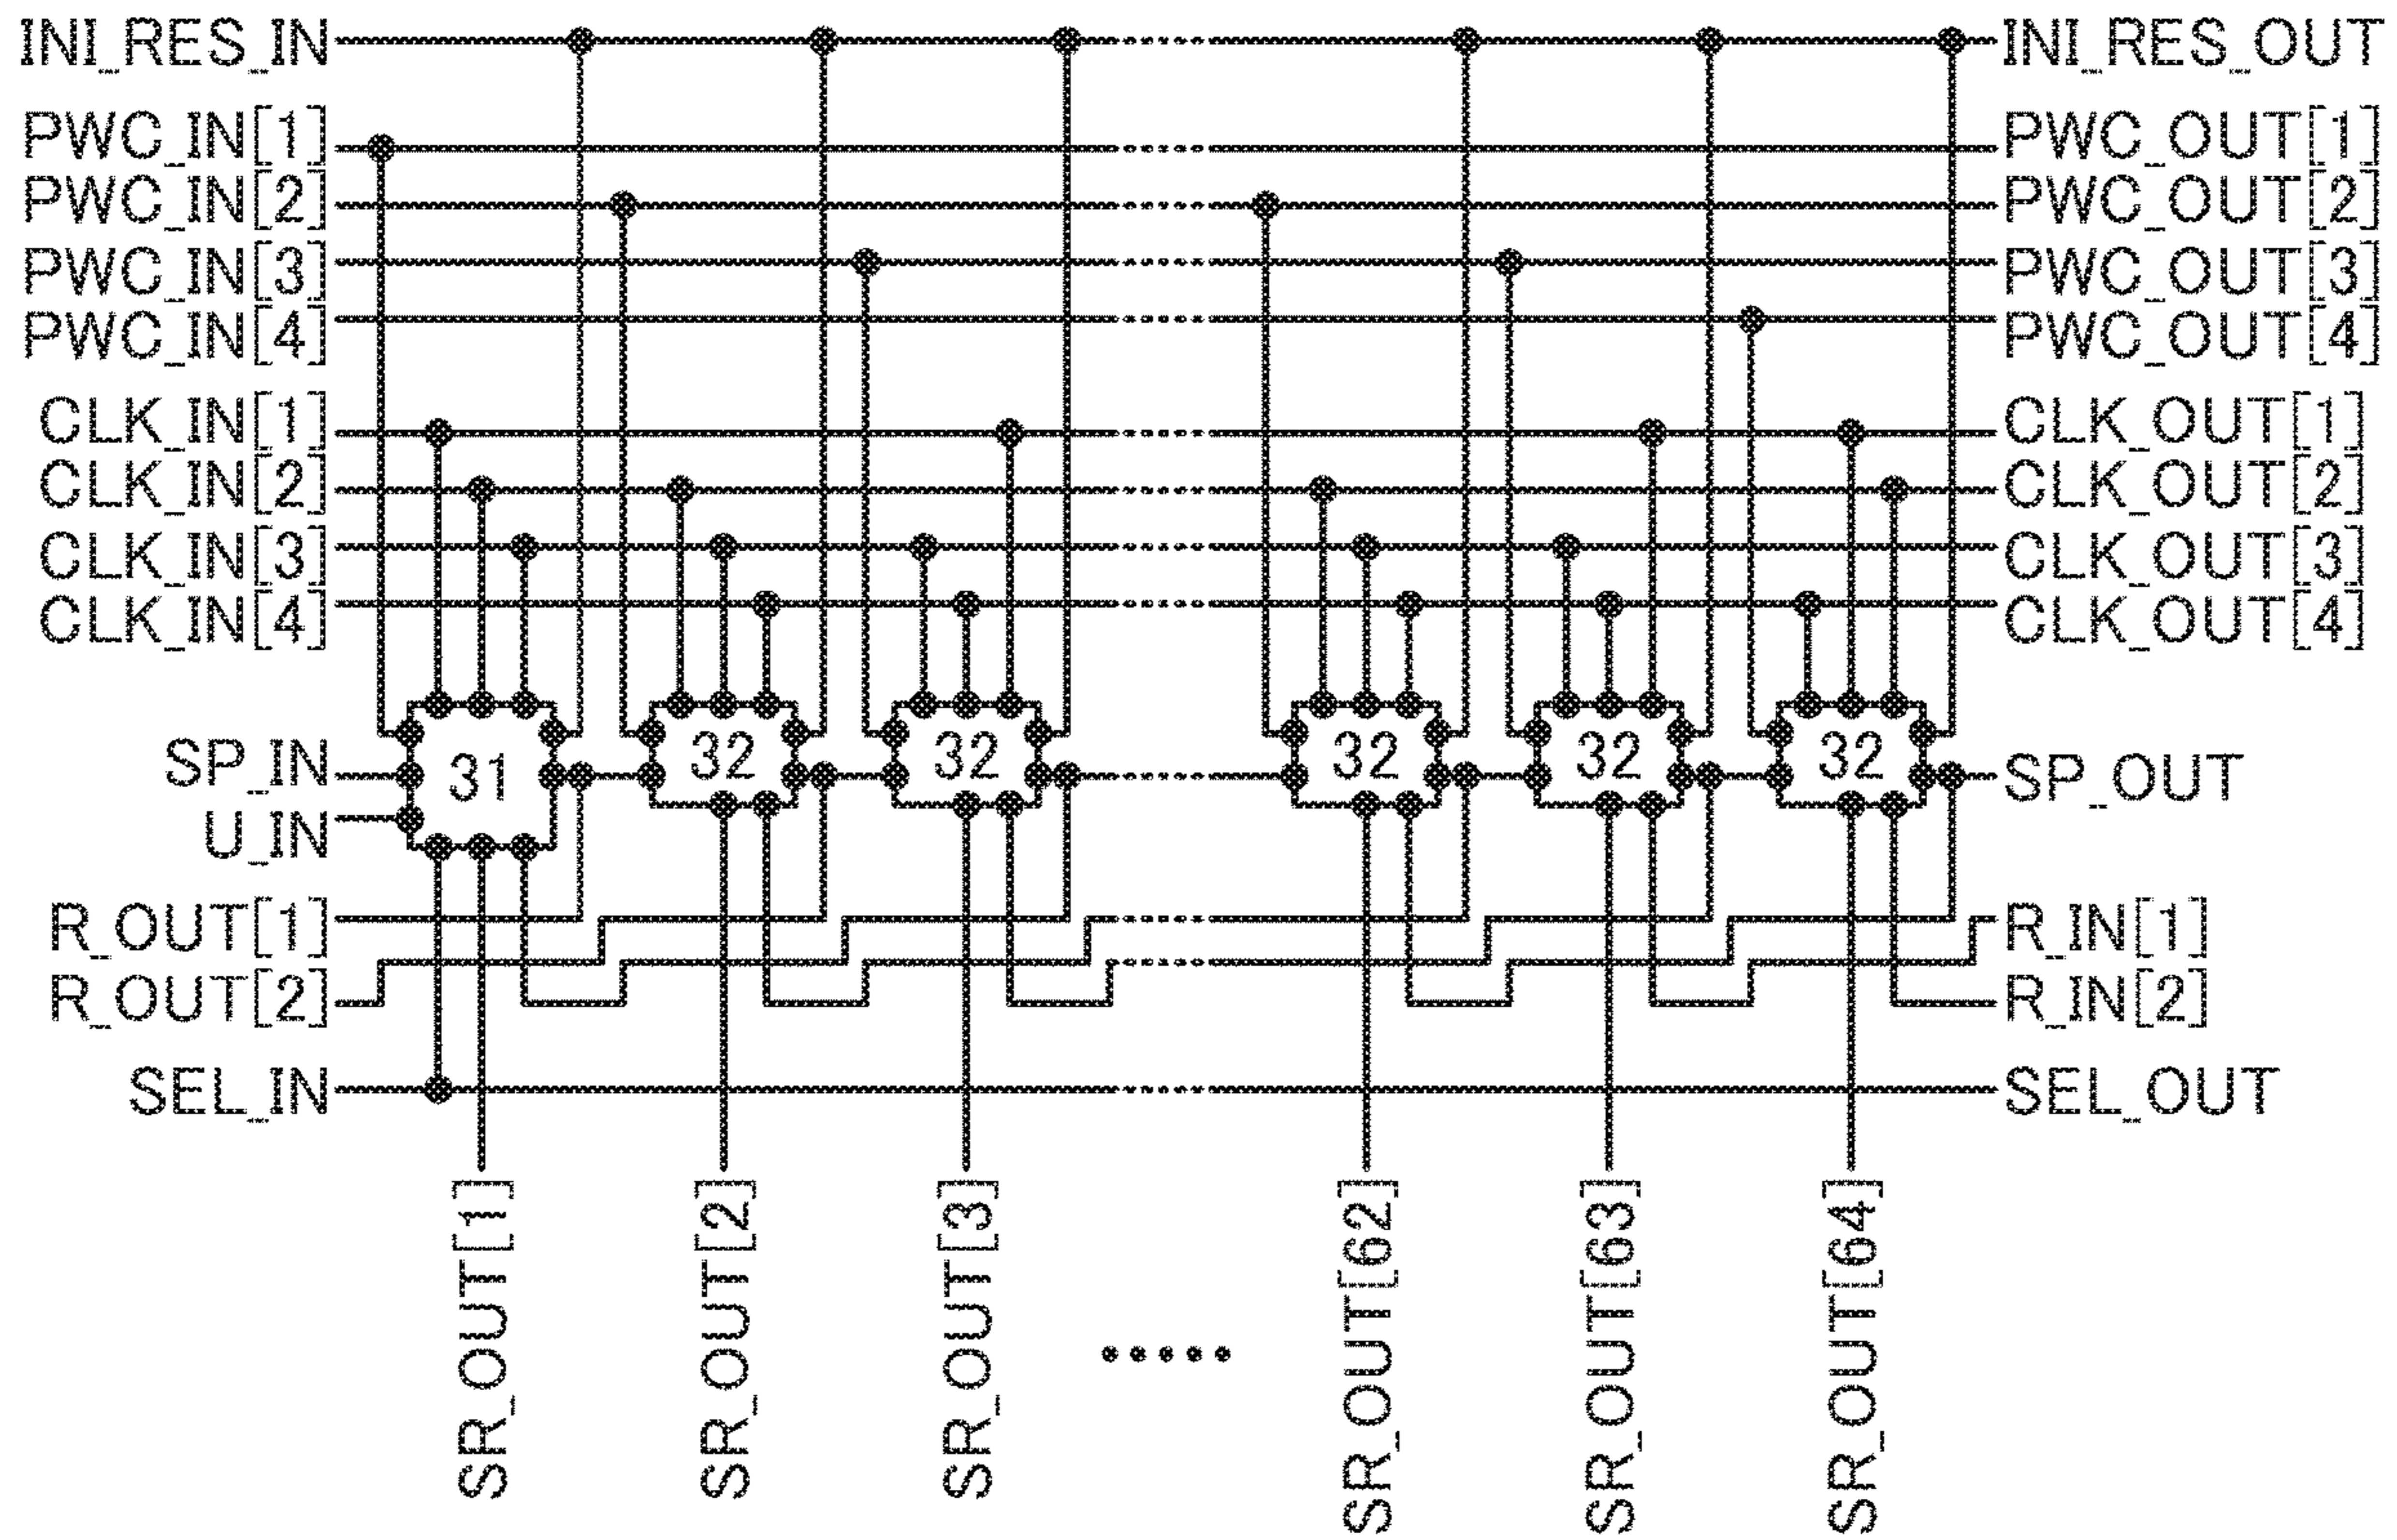 INI_RES_IN
INI_RES_OUT
PWC_IN[1]
PWC_OUT[1]
PWC_IN[2]
PWC_OUT[2]
PWC_IN[3]
PWC_OUT[3]
PWC_IN[4]
PWC_OUT[4]
CLK_IN[1]
CLK_OUT[1]
CLK_IN[2]
CLK_OUT[2]
CLK_IN[3]
CLK_OUT[3]
CLK_IN[4]
CLK_OUT[4]
SP_IN
31
32
32
32
32
32
SP_OUT
U_IN
R_OUT[1]
R_IN[1]
R_OUT[2]
R_IN[2]
SEL_IN
SEL_OUT
SR_OUT[1]
SR_OUT[2]
SR_OUT[3]
.....
SR_OUT[62]
SR_OUT[63]
SR_OUT[64]